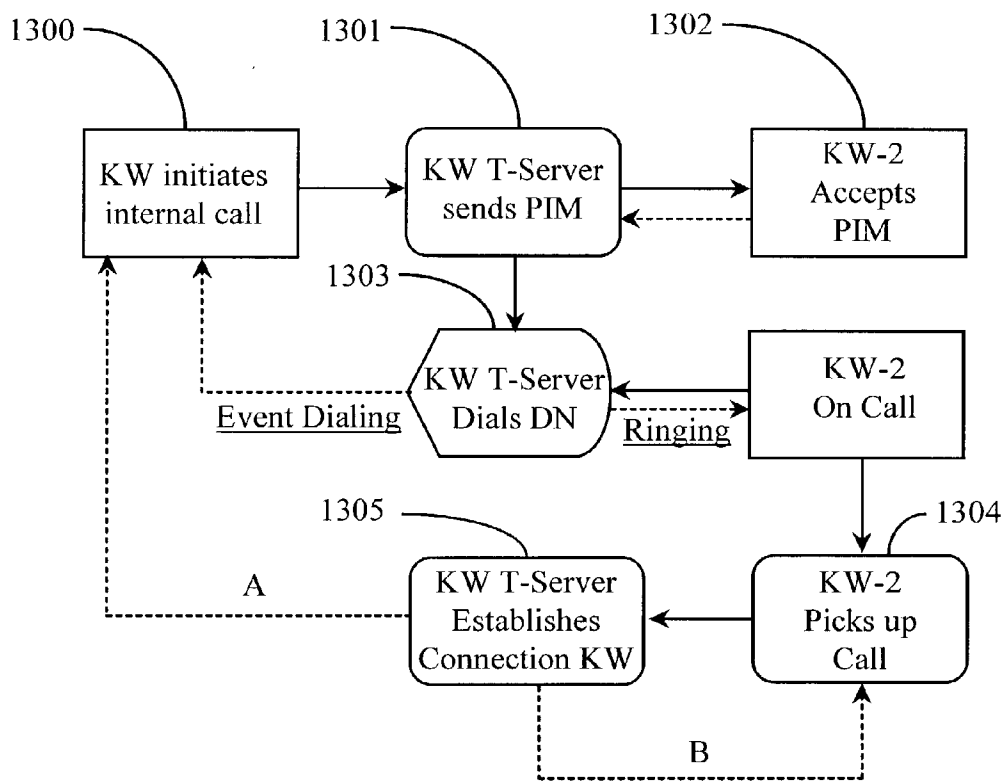 1300
1301
1302
KW initiates
internal call
KW T-Server
sends PIM
KW-2
Accepts
PIM
1303
KW T-Server
Dials DN
KW-2
On Call
Event Dialing
Ringing
1305
1304
KW T-Server
Establishes
Connection KW
KW-2
Picks up
Call
A
B